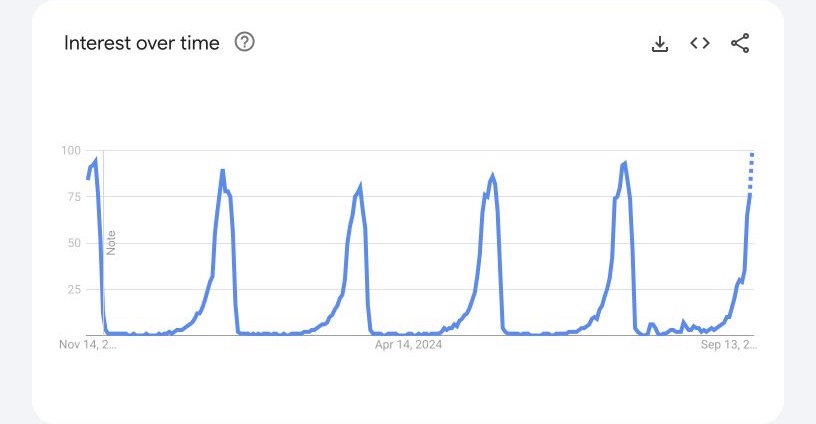 Interest over time
100
75
50
25
Note
Nov 14, 2...
Apr 14, 2024
Sep 13, 2...